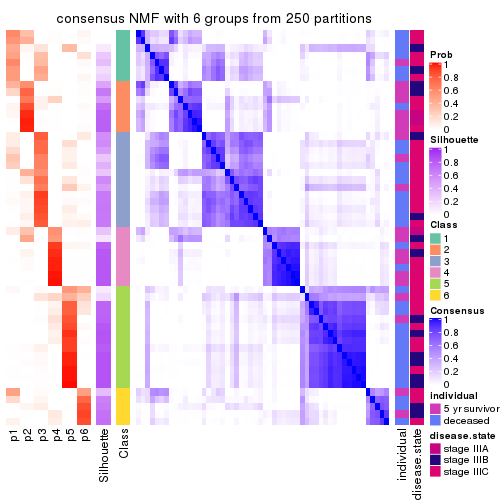 consensus NMF with 6 groups from 250 partitions
Prob
1
0.8
0.6
0.4
0.2
0
Silhouette
1
0.8
0.6
0.4
0.2
0
Class
1
2
3
4
5
6
Consensus
1
0.8
0.6
0.4
0.2
0
individual
5 yr survivor
deceased
disease.state
stage IIIA
stage IIIB
stage IIIC
p1
p2
p3
p4
p5
p6
Silhouette
Class
individual
disease.state